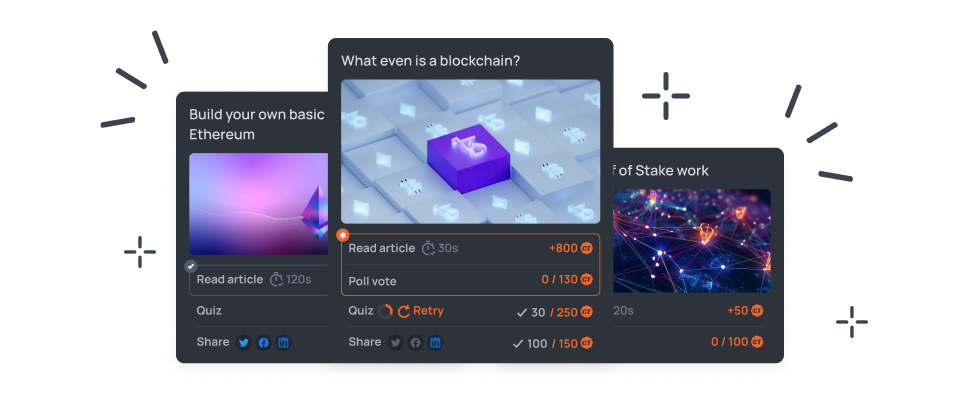 What even is a blockchain?
Read article 30s +800
Poll vote 0 / 130
Quiz Retry 30 / 250
Share 100 / 150
Build your own basic
Ethereum
Read article 120s
Quiz
Share
of Stake work
20s +50
0 / 100